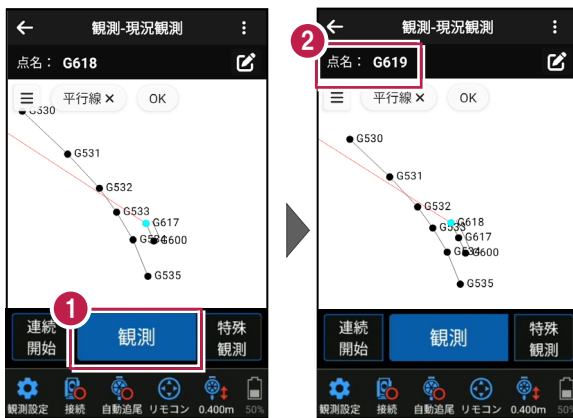 観測-現況観測
点名： G618
平行線× OK
G530
G531
G532
G533
G617
G534
G600
G535
1
連続
開始
観測
特殊
観測
観測設定 接続 自動追尾 リモコン 0.400m 50%
2
観測-現況観測
点名： G619
平行線× OK
G530
G531
G532
G618
G533
G617
G534
G600
G535
連続
開始
観測
特殊
観測
観測設定 接続 自動追尾 リモコン 0.400m 50%